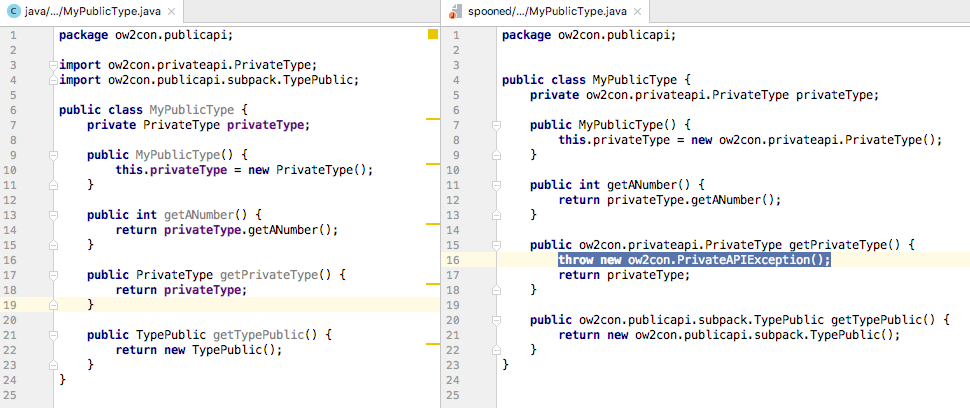 java/.../MyPublicType.java
1 package ow2con.publicapi;
2
3 import ow2con.privateapi.PrivateType;
4 import ow2con.publicapi.subpack.TypePublic;
5
6 public class MyPublicType {
7 private PrivateType privateType;
8
9 public MyPublicType() {
10 this.privateType = new PrivateType();
11 }
12
13 public int getANumber() {
14 return privateType.getANumber();
15 }
16
17 public PrivateType getPrivateType() {
18 return privateType;
19 }
20
21 public TypePublic getTypePublic() {
22 return new TypePublic();
23 }
24 }
25
spooned/.../MyPublicType.java
1 package ow2con.publicapi;
2
3
4 public class MyPublicType {
5 private ow2con.privateapi.PrivateType privateType;
6
7 public MyPublicType() {
8 this.privateType = new ow2con.privateapi.PrivateType();
9 }
10
11 public int getANumber() {
12 return privateType.getANumber();
13 }
14
15 public ow2con.privateapi.PrivateType getPrivateType() {
16 throw new ow2con.PrivateAPIException();
17 return privateType;
18 }
19
20 public ow2con.publicapi.subpack.TypePublic getTypePublic() {
21 return new ow2con.publicapi.subpack.TypePublic();
22 }
23 }
24
25